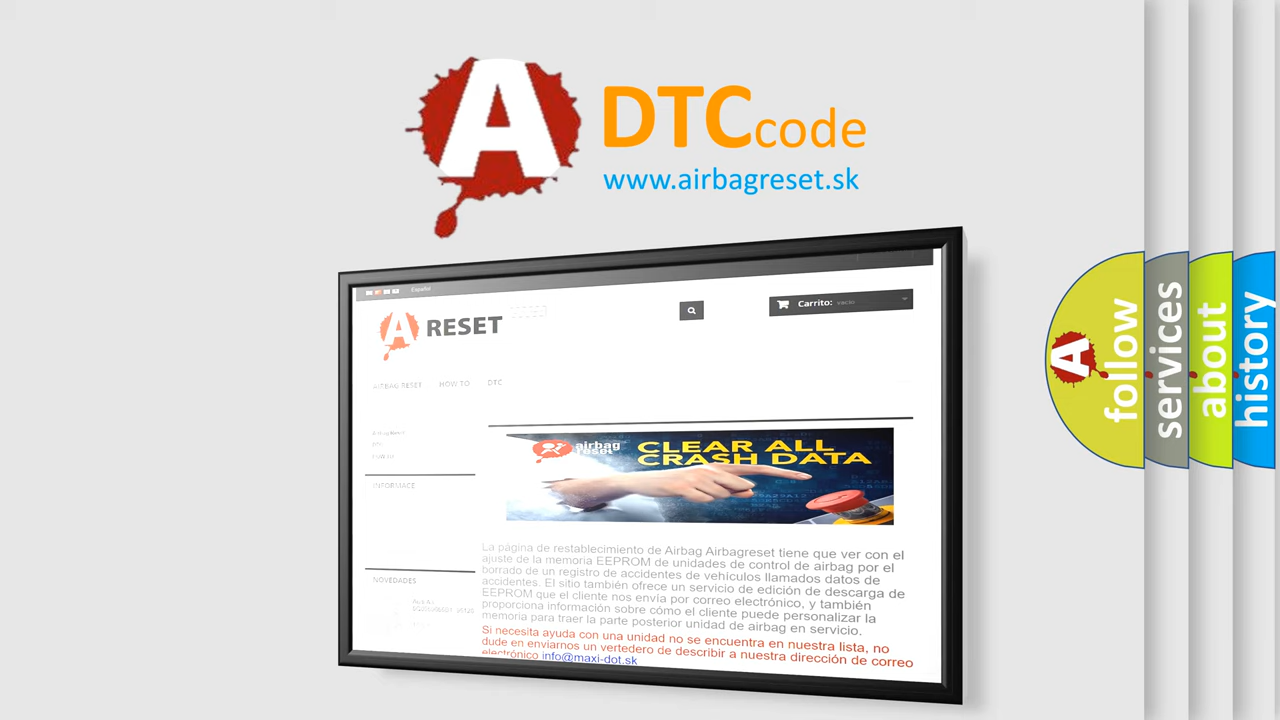 A
DTCcode
www.airbagreset.sk
Español
A RESET
Carrito: vacío
AIRBAG RESET HOW TO DTC
Airbag Reset
INFORMACE
NOVEDADES
airbag
reset
CLEAR ALL
CRASH DATA
La página de restablecimiento de Airbag Airbagreset tiene que ver con el
ajuste de la memoria EEPROM de unidades de control de airbag por el
borrado de un registro de accidentes de vehículos llamados datos de
accidentes. El sitio también ofrece un servicio de edición de descarga de
EEPROM que el cliente nos envía por correo electrónico, y también
proporciona información sobre cómo el cliente puede personalizar la
memoria para traer la parte posterior unidad de airbag en servicio.
Si necesita ayuda con una unidad no se encuentra en nuestra lista, no
dude en enviarnos un vertedero de describir a nuestra dirección de correo
electrónico info@maxi-dot.sk
A
follow
services
about
history